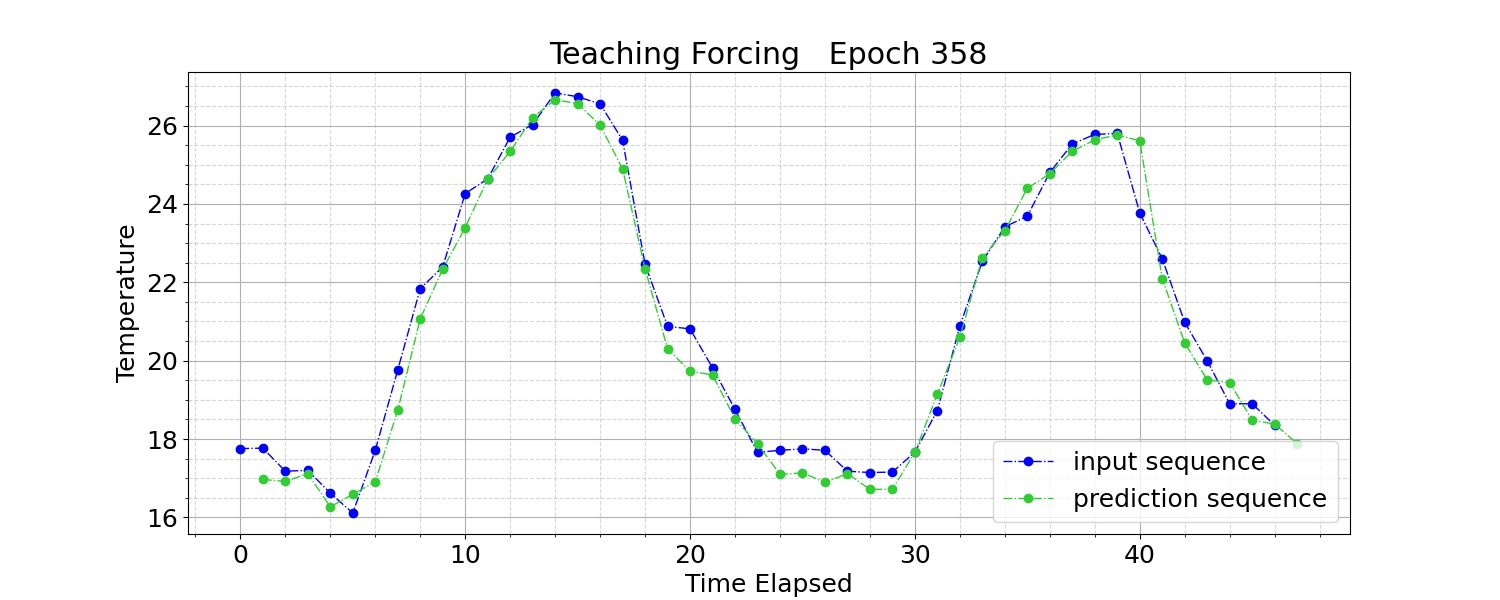 Teaching Forcing   Epoch 358
Temperature
26
24
22
20
18
16
0 10 20 30 40
Time Elapsed
input sequence
prediction sequence